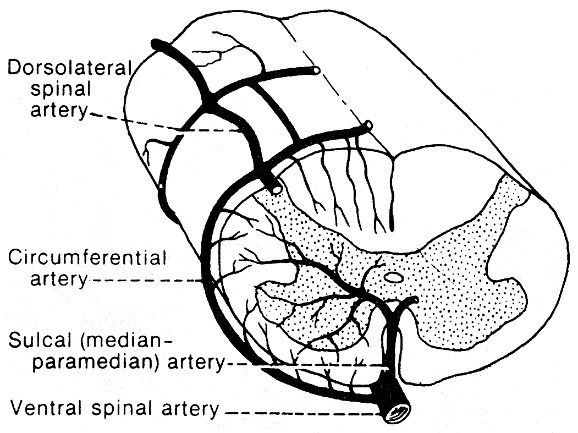 Dorsolateral
spinal
artery
Circumferential
artery
Sulcal (median-
paramedian) artery
Ventral spinal artery